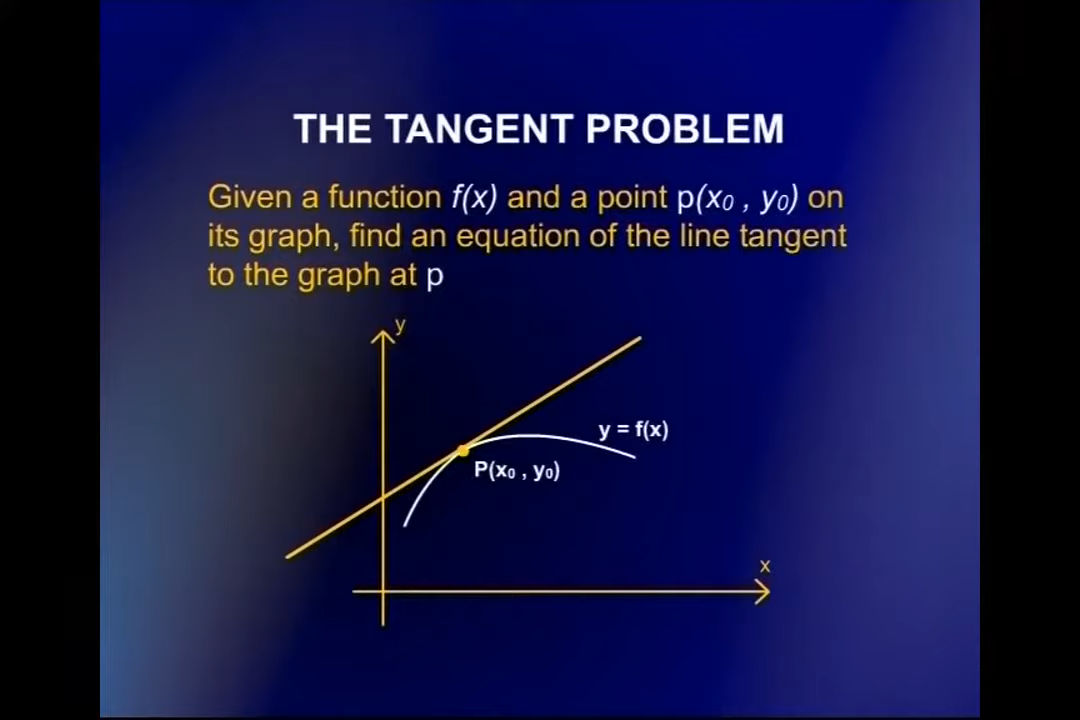 THE TANGENT PROBLEM
Given a function f(x) and a point p(x₀ , y₀) on
its graph, find an equation of the line tangent
to the graph at p
y
y = f(x)
P(x₀ , y₀)
x